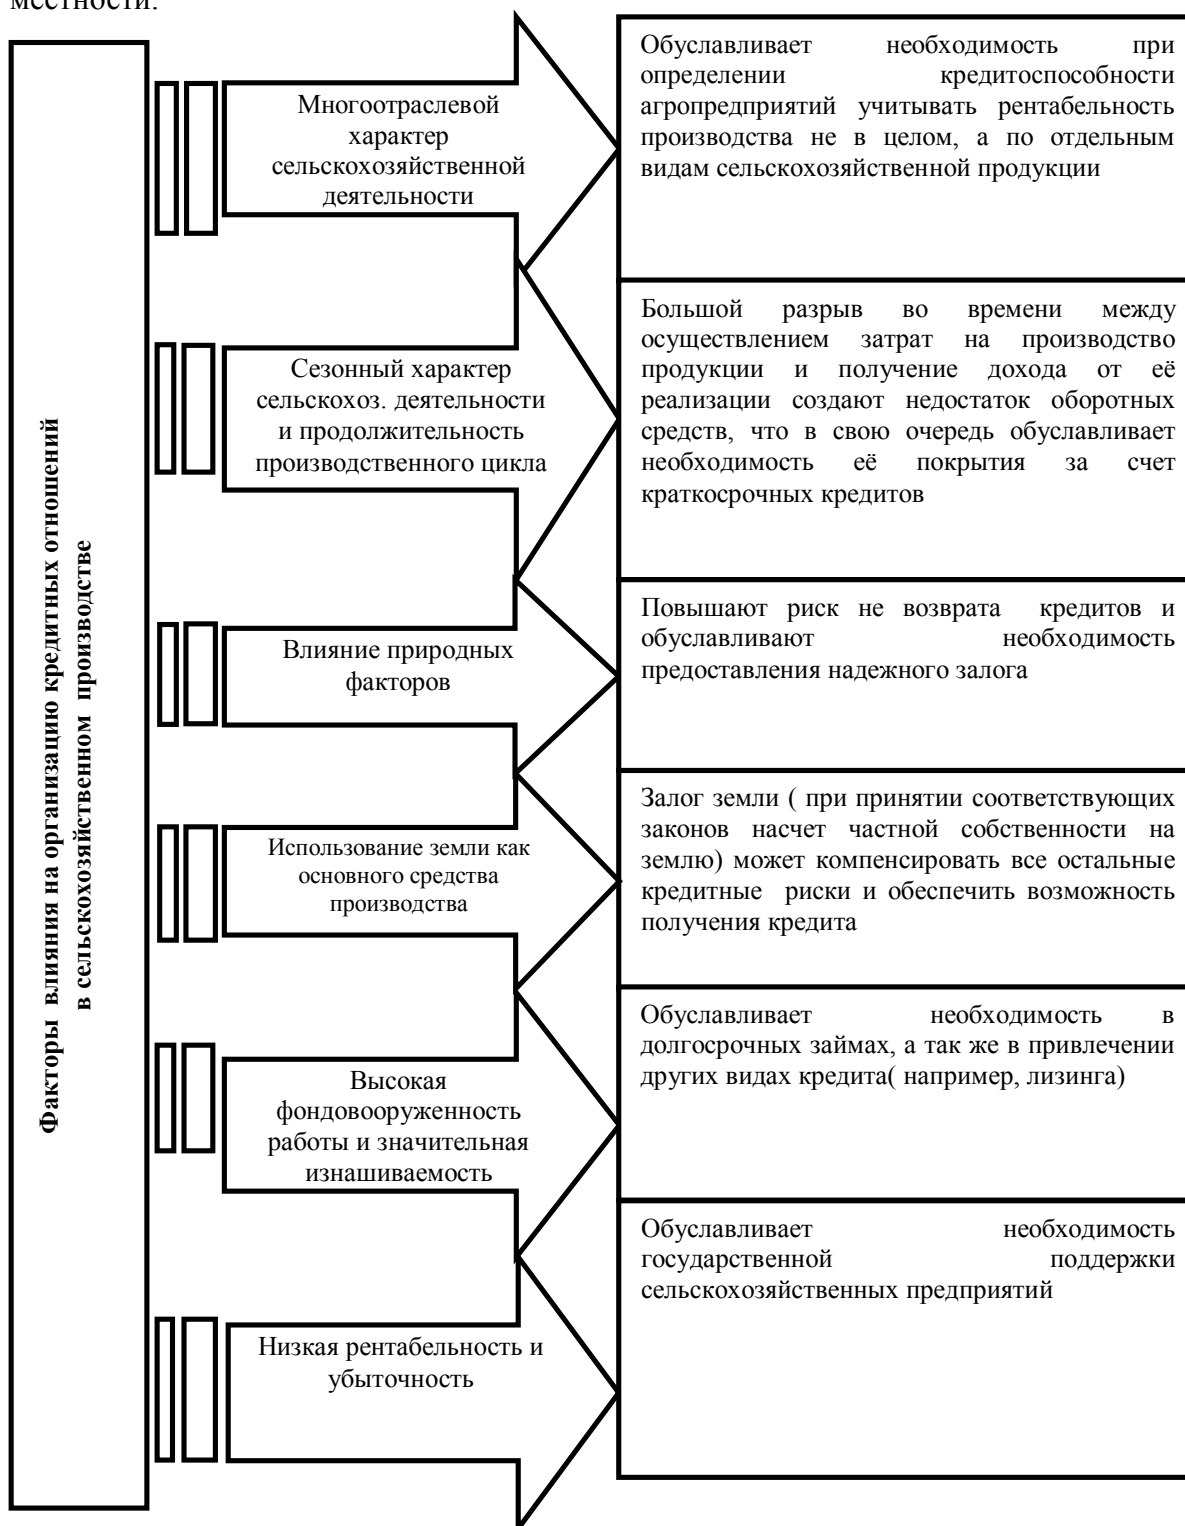 местности.
Факторы влияния на организацию кредитных отношений
в сельскохозяйственном производстве
Многоотраслевой
характер
сельскохозяйственной
деятельности
Обуславливает необходимость при
определении кредитоспособности
агропредприятий учитывать рентабельность
производства не в целом, а по отдельным
видам сельскохозяйственной продукции
Сезонный характер
сельскохоз. деятельности
и продолжительность
производственного цикла
Большой разрыв во времени между
осуществлением затрат на производство
продукции и получение дохода от её
реализации создают недостаток оборотных
средств, что в свою очередь обуславливает
необходимость её покрытия за счет
краткосрочных кредитов
Влияние природных
факторов
Повышают риск не возврата кредитов и
обуславливают необходимость
предоставления надежного залога
Использование земли как
основного средства
производства
Залог земли ( при принятии соответствующих
законов насчет частной собственности на
землю) может компенсировать все остальные
кредитные риски и обеспечить возможность
получения кредита
Высокая
фондовооруженность
работы и значительная
изнашиваемость
Обуславливает необходимость в
долгосрочных займах, а так же в привлечении
других видах кредита( например, лизинга)
Низкая рентабельность и
убыточность
Обуславливает необходимость
государственной поддержки
сельскохозяйственных предприятий